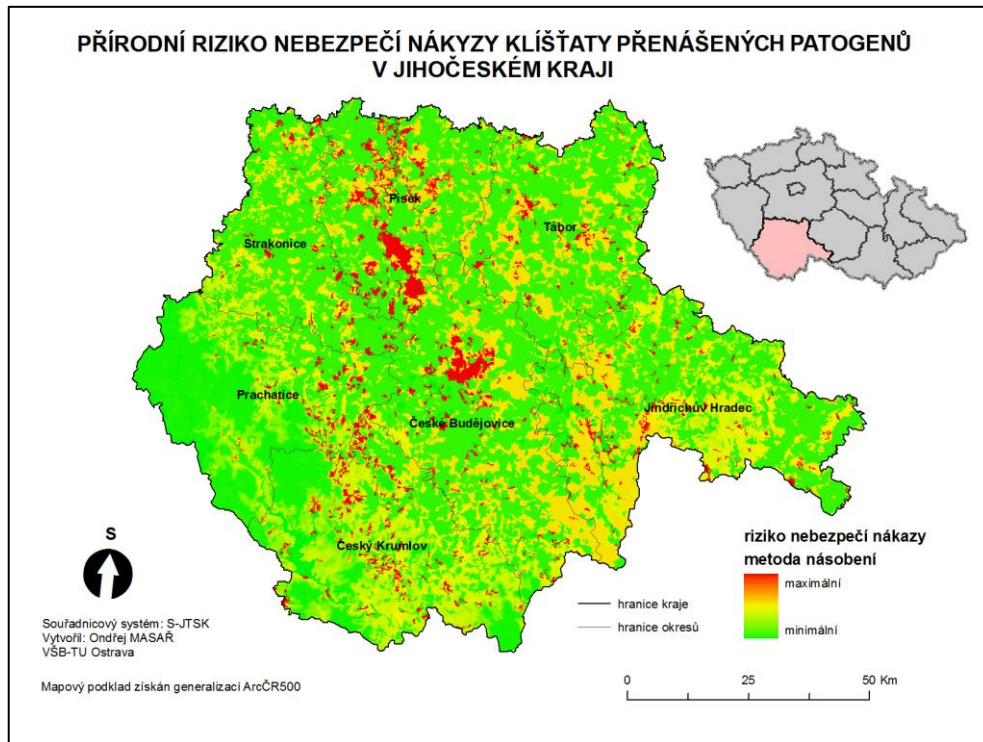 PŘÍRODNÍ RIZIKO NEBEZPEČÍ NÁKYZY KLÍŠŤATY PŘENÁŠENÝCH PATOGENŮ
V JIHOČESKÉM KRAJI
Písek
Tábor
Strakonice
Prachatice
České Budějovice
Jindřichův Hradec
Český Krumlov
S
Souřadnicový systém: S-JTSK
Vytvořil: Ondřej MASAŘ
VŠB-TU Ostrava
Mapový podklad získán generalizací ArcČR500
hranice kraje
hranice okresů
riziko nebezpečí nákazy
metoda násobení
maximální
minimální
0 25 50 Km